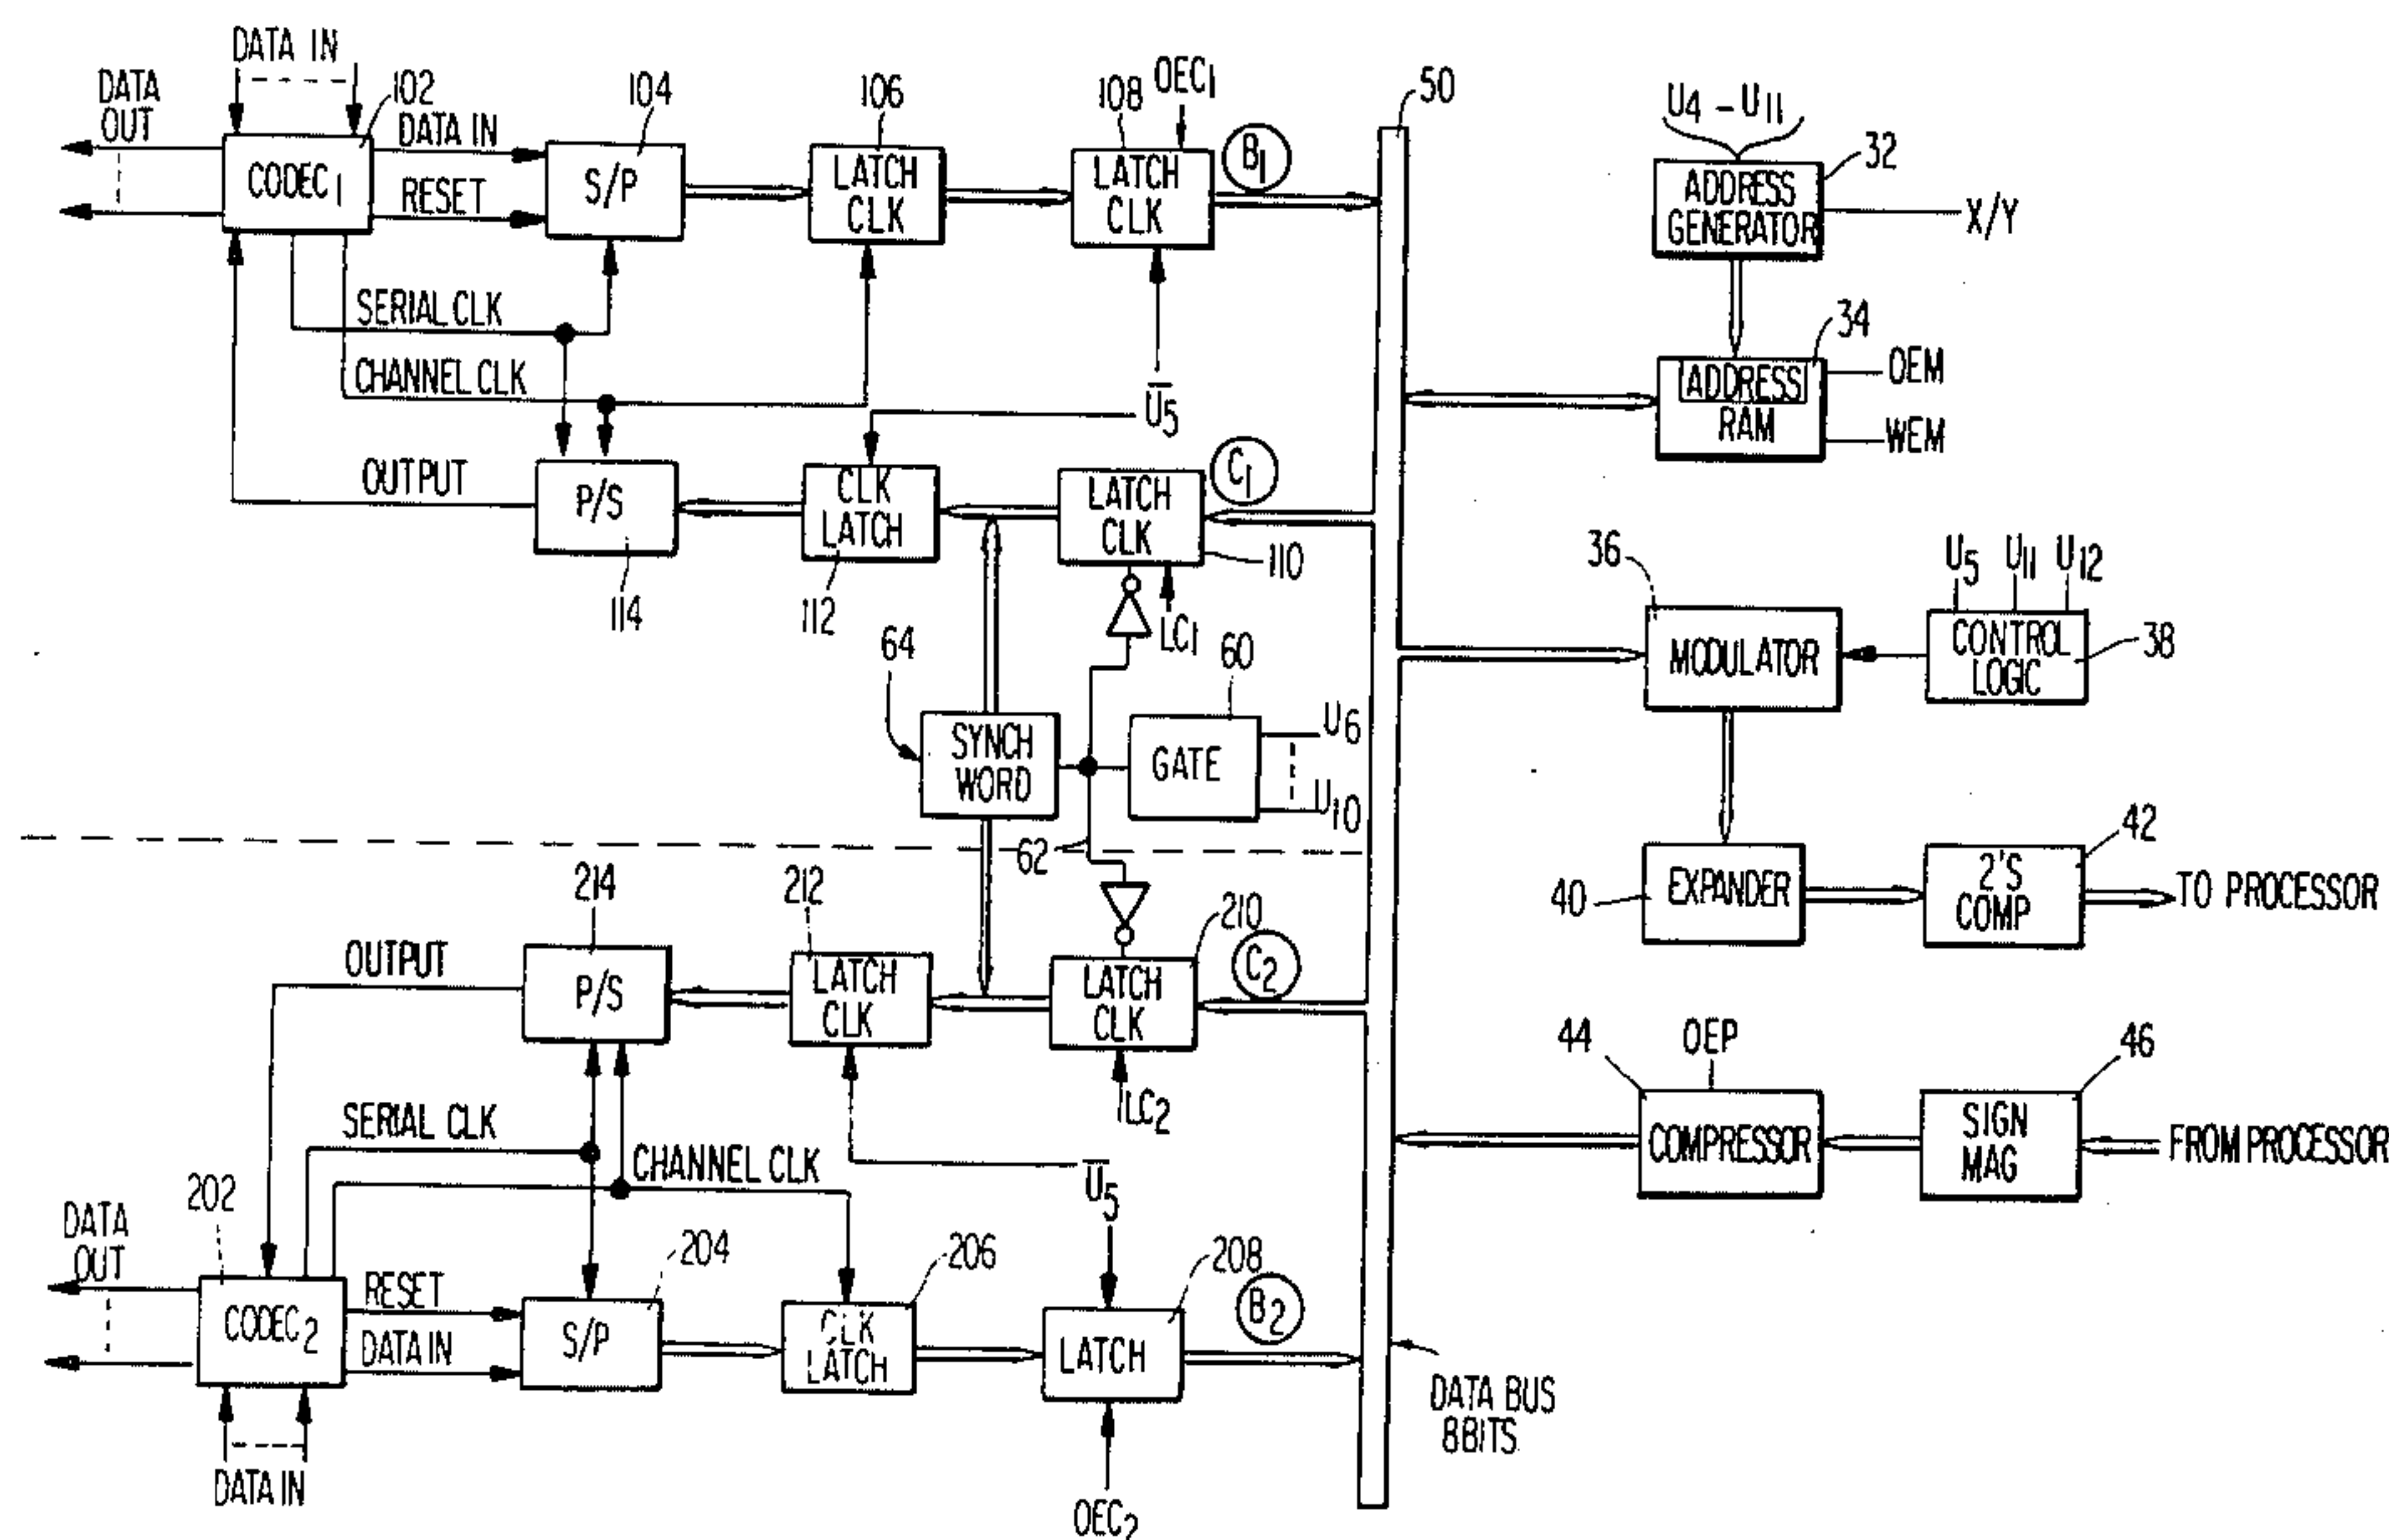 DATA IN
DATA
OUT
102
CODEC1
DATA IN
RESET
104
S/P
106
LATCH
CLK
108
OEC1
LATCH
CLK
B1
50
SERIAL CLK
CHANNEL CLK
U̅5
U̅5
OUTPUT
P/S
114
CLK
LATCH
112
LATCH
CLK
110
C1
LC1
64
SYNCH
WORD
60
GATE
U6
U10
62
U4 - U11
32
ADDRESS
GENERATOR
X/Y
34
ADDRESS
RAM
OEM
WEM
36
MODULATOR
U5 U11 U12
CONTROL
LOGIC
38
40
EXPANDER
42
2'S
COMP
TO PROCESSOR
44
OEP
COMPRESSOR
46
SIGN
MAG
FROM PROCESSOR
214
P/S
OUTPUT
212
LATCH
CLK
210
LATCH
CLK
C2
LC2
SERIAL CLK
CHANNEL CLK
U̅5
202
DATA
OUT
CODEC2
RESET
DATA IN
204
S/P
206
CLK
LATCH
208
LATCH
B2
DATA IN
OEC2
DATA BUS
8BITS